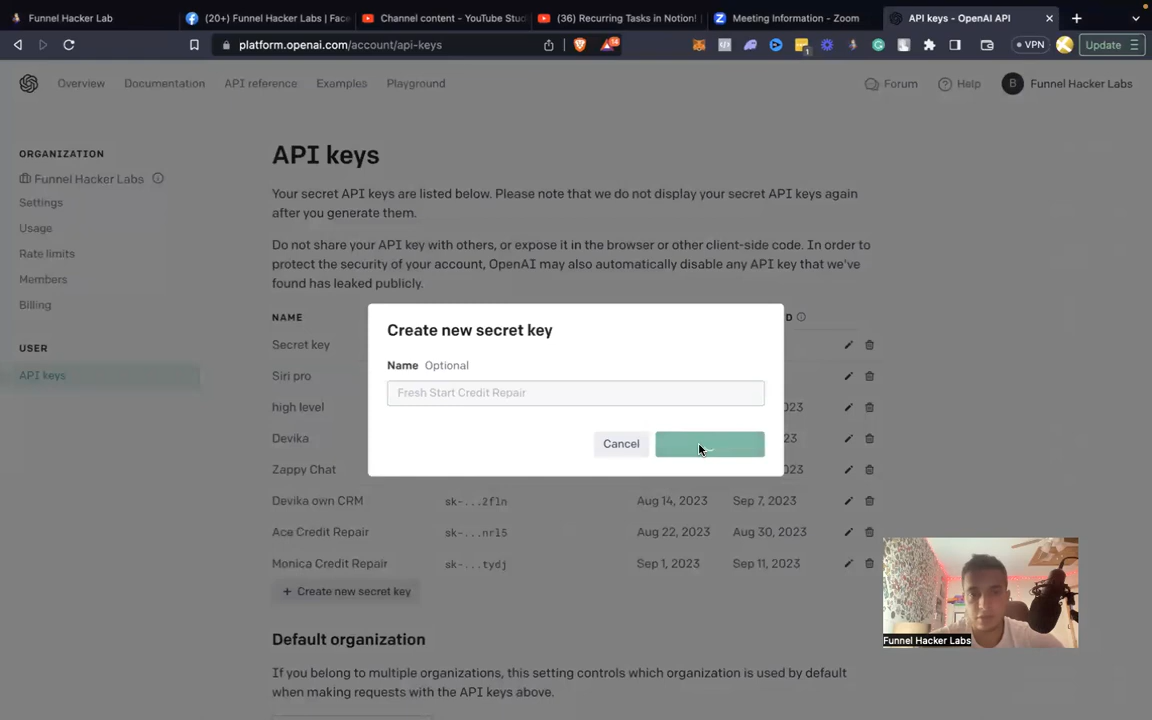 Funnel Hacker Lab
(20+) Funnel Hacker Labs | Face
Channel content - YouTube Stud
(36) Recurring Tasks in Notion!
Meeting Information - Zoom
API keys - OpenAI API
platform.openai.com/account/api-keys
VPN
Update
Overview
Documentation
API reference
Examples
Playground
Forum
Help
B
Funnel Hacker Labs
ORGANIZATION
Funnel Hacker Labs
Settings
Usage
Rate limits
Members
Billing
USER
API keys
API keys
Your secret API keys are listed below. Please note that we do not display your secret API keys again
after you generate them.
Do not share your API key with others, or expose it in the browser or other client-side code. In order to
protect the security of your account, OpenAI may also automatically disable any API key that we've
found has leaked publicly.
NAME
D
Secret key
Siri pro
high level
023
Devika
23
Zappy Chat
023
Devika own CRM sk-...2fln Aug 14, 2023 Sep 7, 2023
Ace Credit Repair sk-...nrl5 Aug 22, 2023 Aug 30, 2023
Monica Credit Repair sk-...tydj Sep 1, 2023 Sep 11, 2023
+ Create new secret key
Create new secret key
Name Optional
Fresh Start Credit Repair
Cancel
Default organization
If you belong to multiple organizations, this setting controls which organization is used by default
when making requests with the API keys above.
Funnel Hacker Labs